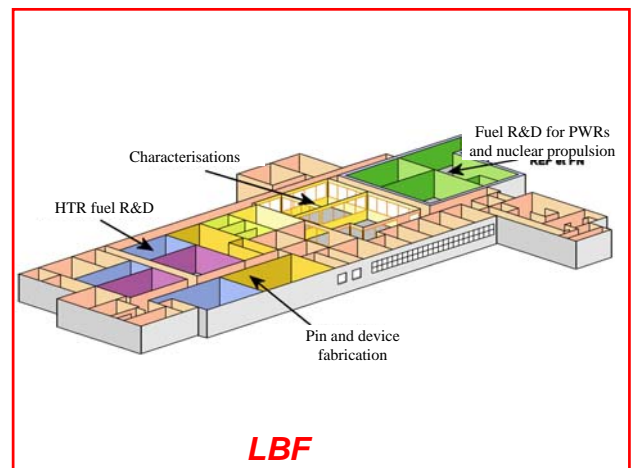 Fuel R&D for PWRs
and nuclear propulsion
Characterisations
HTR fuel R&D
Pin and device
fabrication
LBF